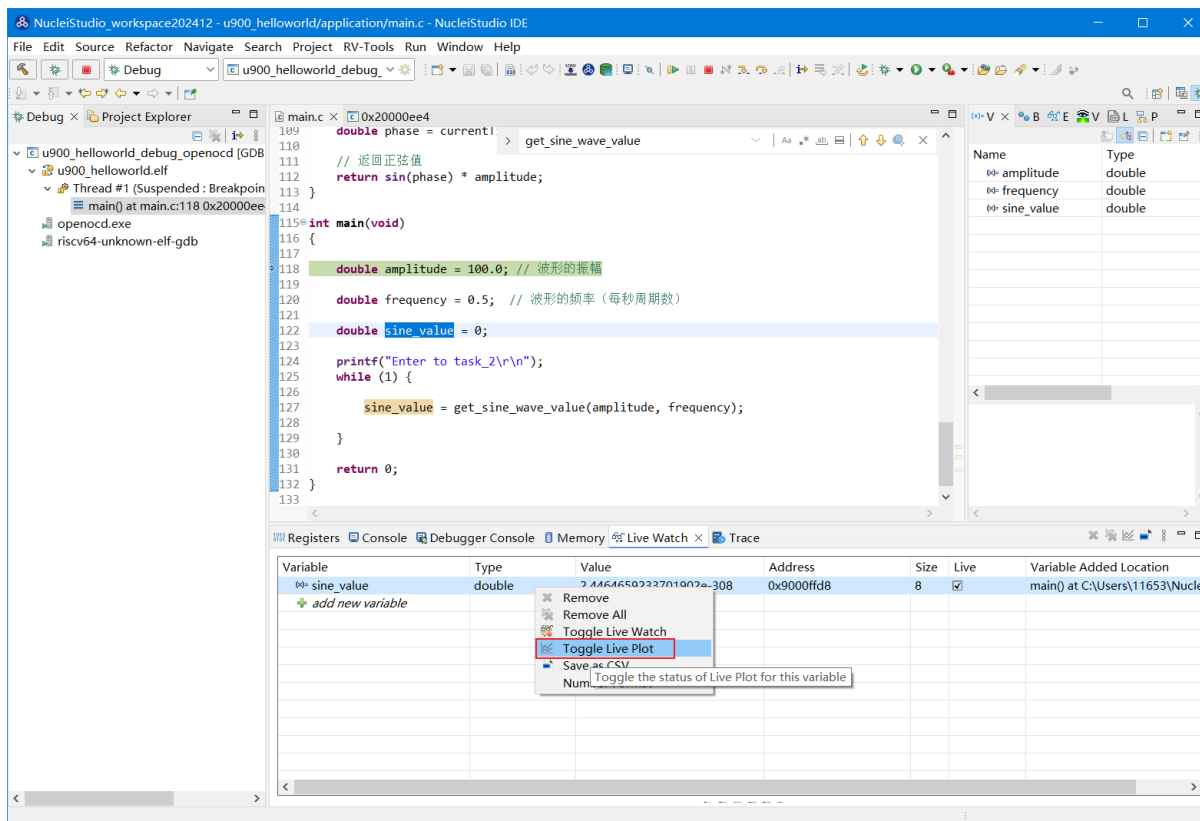 NucleiStudio_workspace202412 - u900_helloworld/application/main.c - NucleiStudio IDE
File Edit Source Refactor Navigate Search Project RV-Tools Run Window Help
Debug
u900_helloworld_debug_
Debug
Project Explorer
u900_helloworld_debug_openocd [GDB
u900_helloworld.elf
Thread #1 (Suspended : Breakpoin
main() at main.c:118 0x20000ee
openocd.exe
riscv64-unknown-elf-gdb
main.c
0x20000ee4
get_sine_wave_value
Aa
109 double phase = currentT
110
111 // 返回正弦值
112 return sin(phase) * amplitude;
113 }
114
115 int main(void)
116 {
117
118 double amplitude = 100.0; // 波形的振幅
119
120 double frequency = 0.5; // 波形的频率（每秒周期数）
121
122 double sine_value = 0;
123
124 printf("Enter to task_2\r\n");
125 while (1) {
126
127 sine_value = get_sine_wave_value(amplitude, frequency);
128
129 }
130
131 return 0;
132 }
133
V B E V L P
Name Type
amplitude double
frequency double
sine_value double
Registers Console Debugger Console Memory Live Watch Trace
Variable Type Value Address Size Live Variable Added Location
sine_value double 2.4464659233701902e-308 0x9000ffd8 8 main() at C:\Users\11653\Nucle
add new variable
Remove
Remove All
Toggle Live Watch
Toggle Live Plot
Save as CSV
Toggle the status of Live Plot for this variable